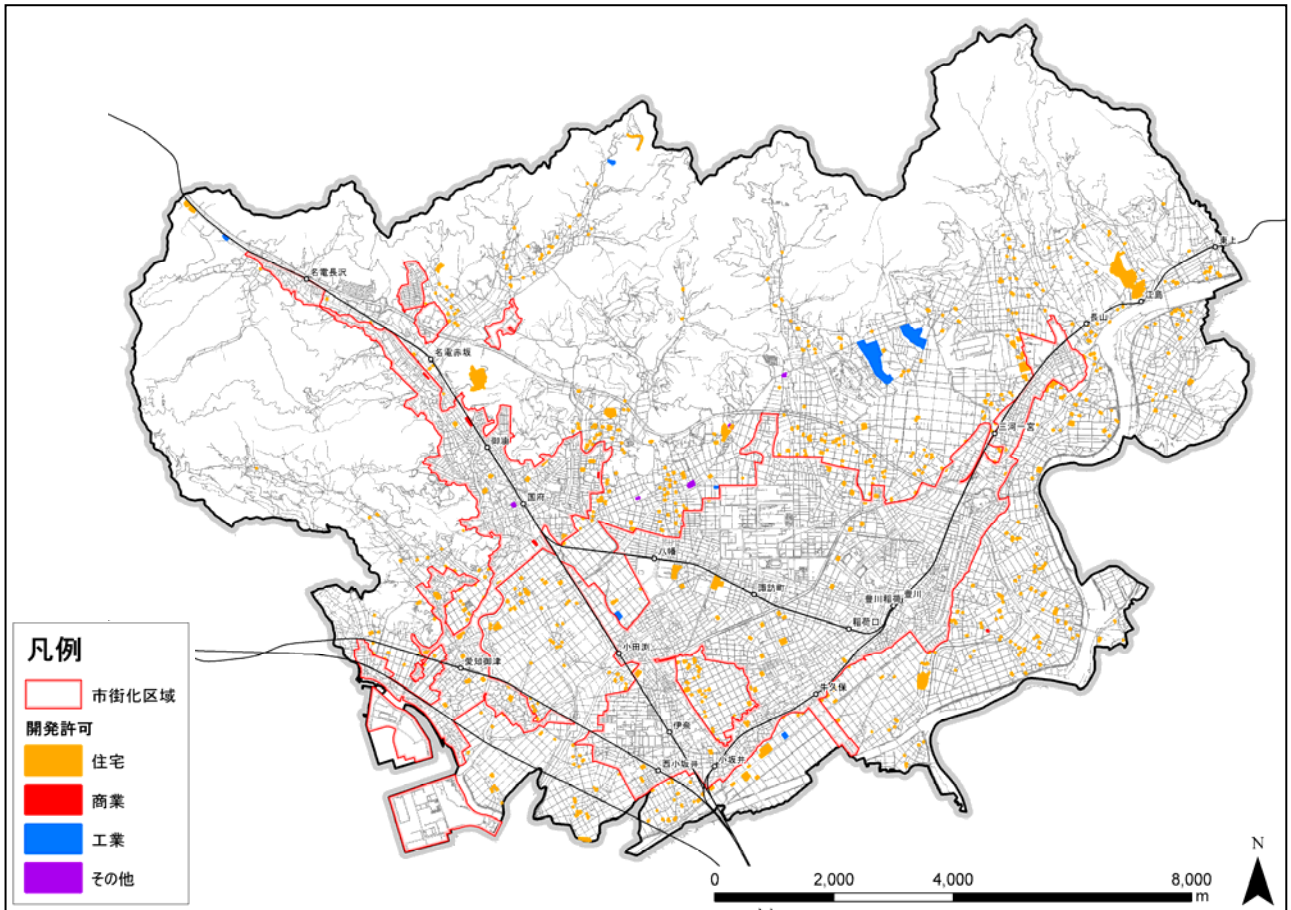 東上
名電長沢
江島
長山
名電赤坂
三河一宮
御油
国府
八幡
諏訪町
豊川稲荷
豊川
稲荷口
小田渕
愛知御津
牛久保
伊奈
小坂井
西小坂井
凡例
市街化区域
開発許可
住宅
商業
工業
その他
N
0 2,000 4,000 8,000
m